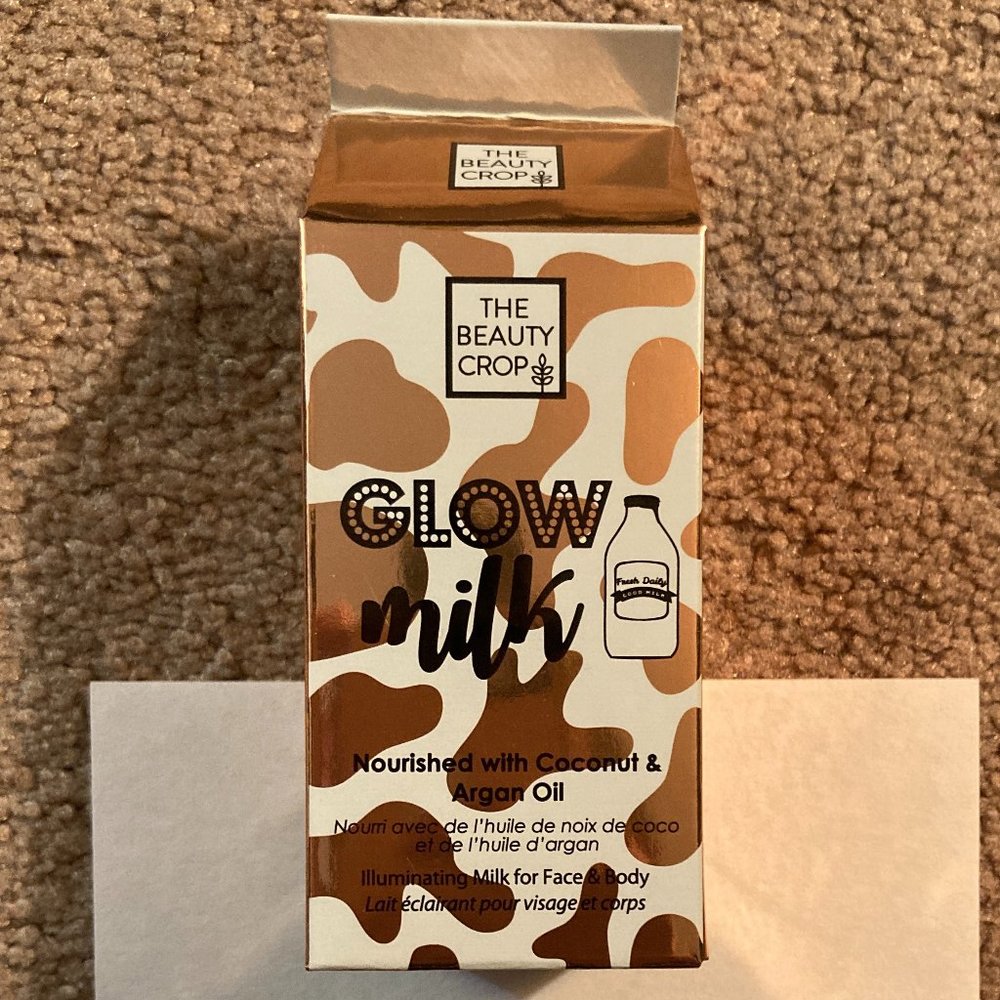 THE
BEAUTY
CROP
THE
BEAUTY
CROP
GLOW
milk
Fresh Daily
GOOD MILK
Nourished with Coconut &
Argan Oil
Nourri avec de l'huile de noix de coco
et de l'huile d'argan
Illuminating Milk for Face & Body
Lait éclairant pour visage et corps